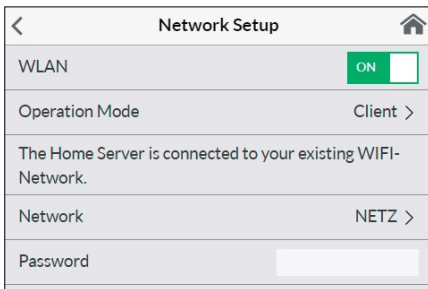 Network Setup
WLAN
ON
Operation Mode
Client >
The Home Server is connected to your existing WIFI-
Network.
Network
NETZ >
Password